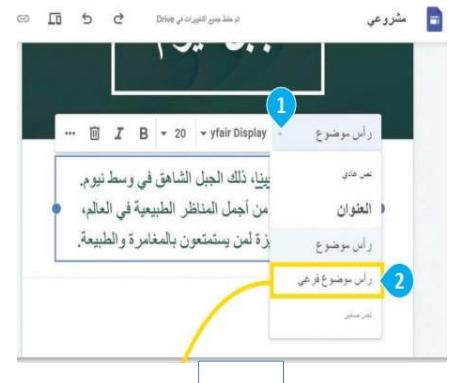 مشروعي
تم حفظ جميع التغييرات في Drive
1
رأس موضوع
yfair Display
20
B I
نص عادي
العنوان
رأس موضوع
رأس موضوع فرعي
2
نص صغير
ذلك الجبل الشاهق في وسط نيوم.
من أجمل المناظر الطبيعية في العالم،
لمن يستمتعون بالمغامرة والطبيعة.